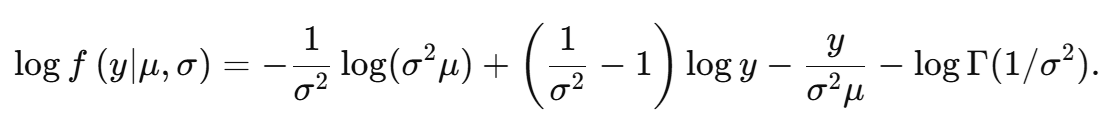 log f (y|μ, σ) = −1/σ² log(σ²μ) + (1/σ² − 1) log y − y/σ²μ − log Γ(1/σ²).